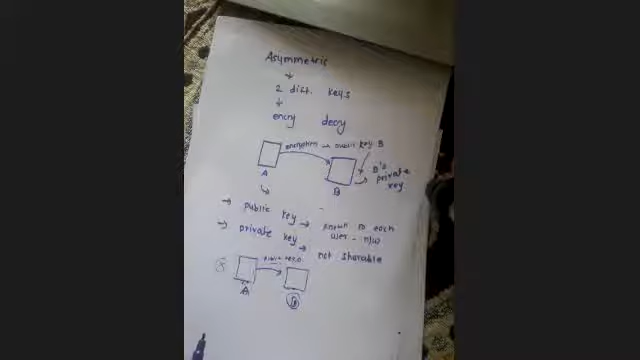 Asymmetric
2 diff. keys
encry decry
encryption → public key B
B's
private
key
A
B
→ public key → known to each
user - n/w
→ private key → not sharable
A
B